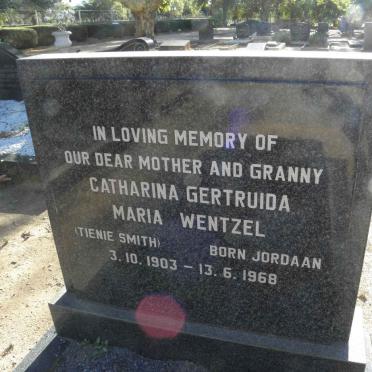 IN LOVING MEMORY OF
OUR DEAR MOTHER AND GRANNY
CATHARINA GERTRUIDA
MARIA WENTZEL
(TIENIE SMITH) BORN JORDAAN
3.10.1903 – 13.6.1968